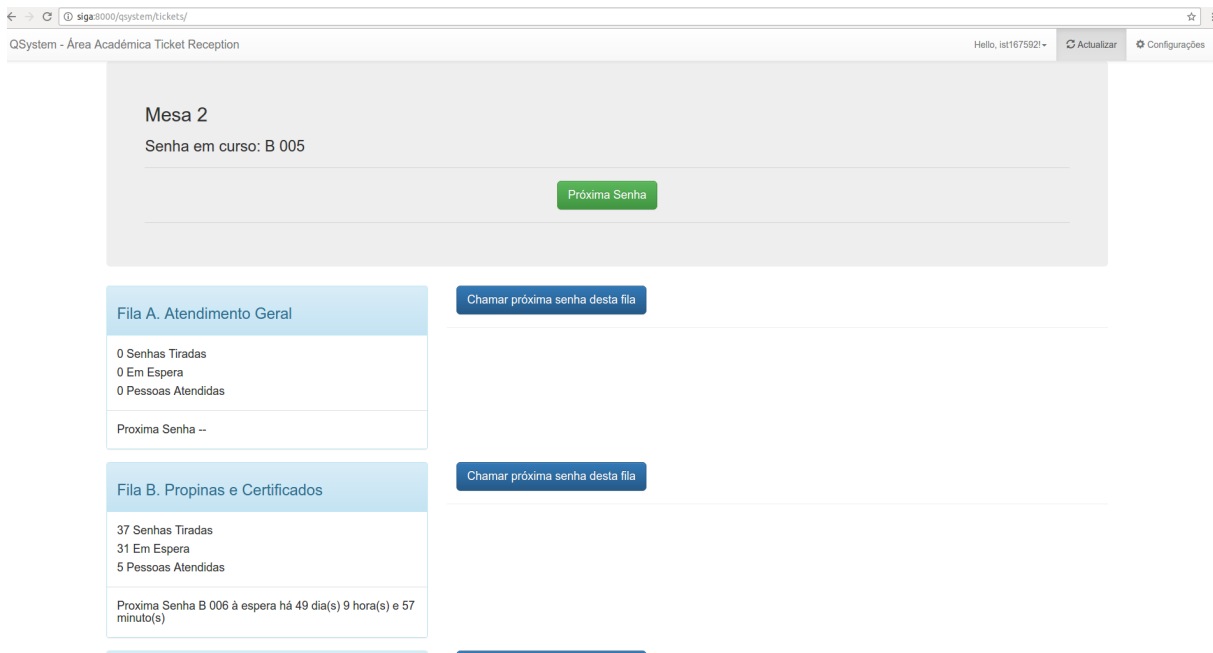 siga:8000/qsystem/tickets/
QSystem - Área Académica Ticket Reception
Hello, ist167592!
Actualizar
Configurações
Mesa 2
Senha em curso: B 005
Próxima Senha
Fila A. Atendimento Geral
Chamar próxima senha desta fila
0 Senhas Tiradas
0 Em Espera
0 Pessoas Atendidas
Proxima Senha --
Fila B. Propinas e Certificados
Chamar próxima senha desta fila
37 Senhas Tiradas
31 Em Espera
5 Pessoas Atendidas
Proxima Senha B 006 à espera há 49 dia(s) 9 hora(s) e 57
minuto(s)